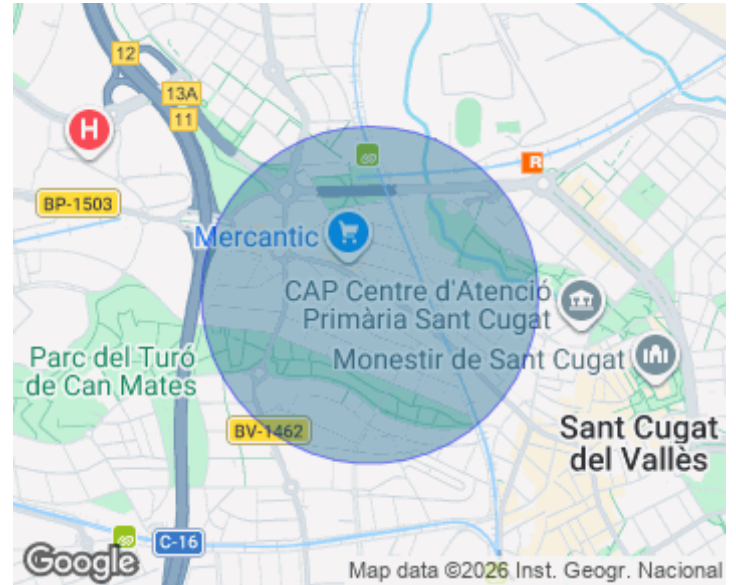 12
13A
11
H
R
BP-1503
Mercantic
CAP Centre d'Atenció
Primària Sant Cugat
Parc del Turó
de Can Mates
Monestir de Sant Cugat
BV-1462
Sant Cugat
del Vallès
C-16
Google
Map data ©2026 Inst. Geogr. Nacional